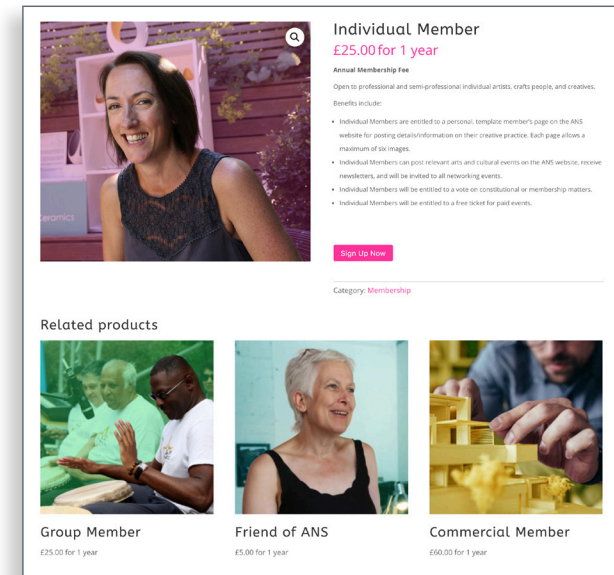 Individual Member
£25.00 for 1 year
Annual Membership Fee
Open to professional and semi-professional individual artists, crafts people, and creatives.
Benefits include:
• Individual Members are entitled to a personal, template member's page on the ANS
website for posting details/information on their creative practice. Each page allows a
maximum of six images.
• Individual Members can post relevant arts and cultural events on the ANS website, receive
newsletters, and will be invited to all networking events.
• Individual Members will be entitled to a vote on constitutional or membership matters.
• Individual Members will be entitled to a free ticket for paid events.
Ceramics
Sign Up Now
Category: Membership
Related products
Group Member
£25.00 for 1 year
Friend of ANS
£5.00 for 1 year
Commercial Member
£60.00 for 1 year